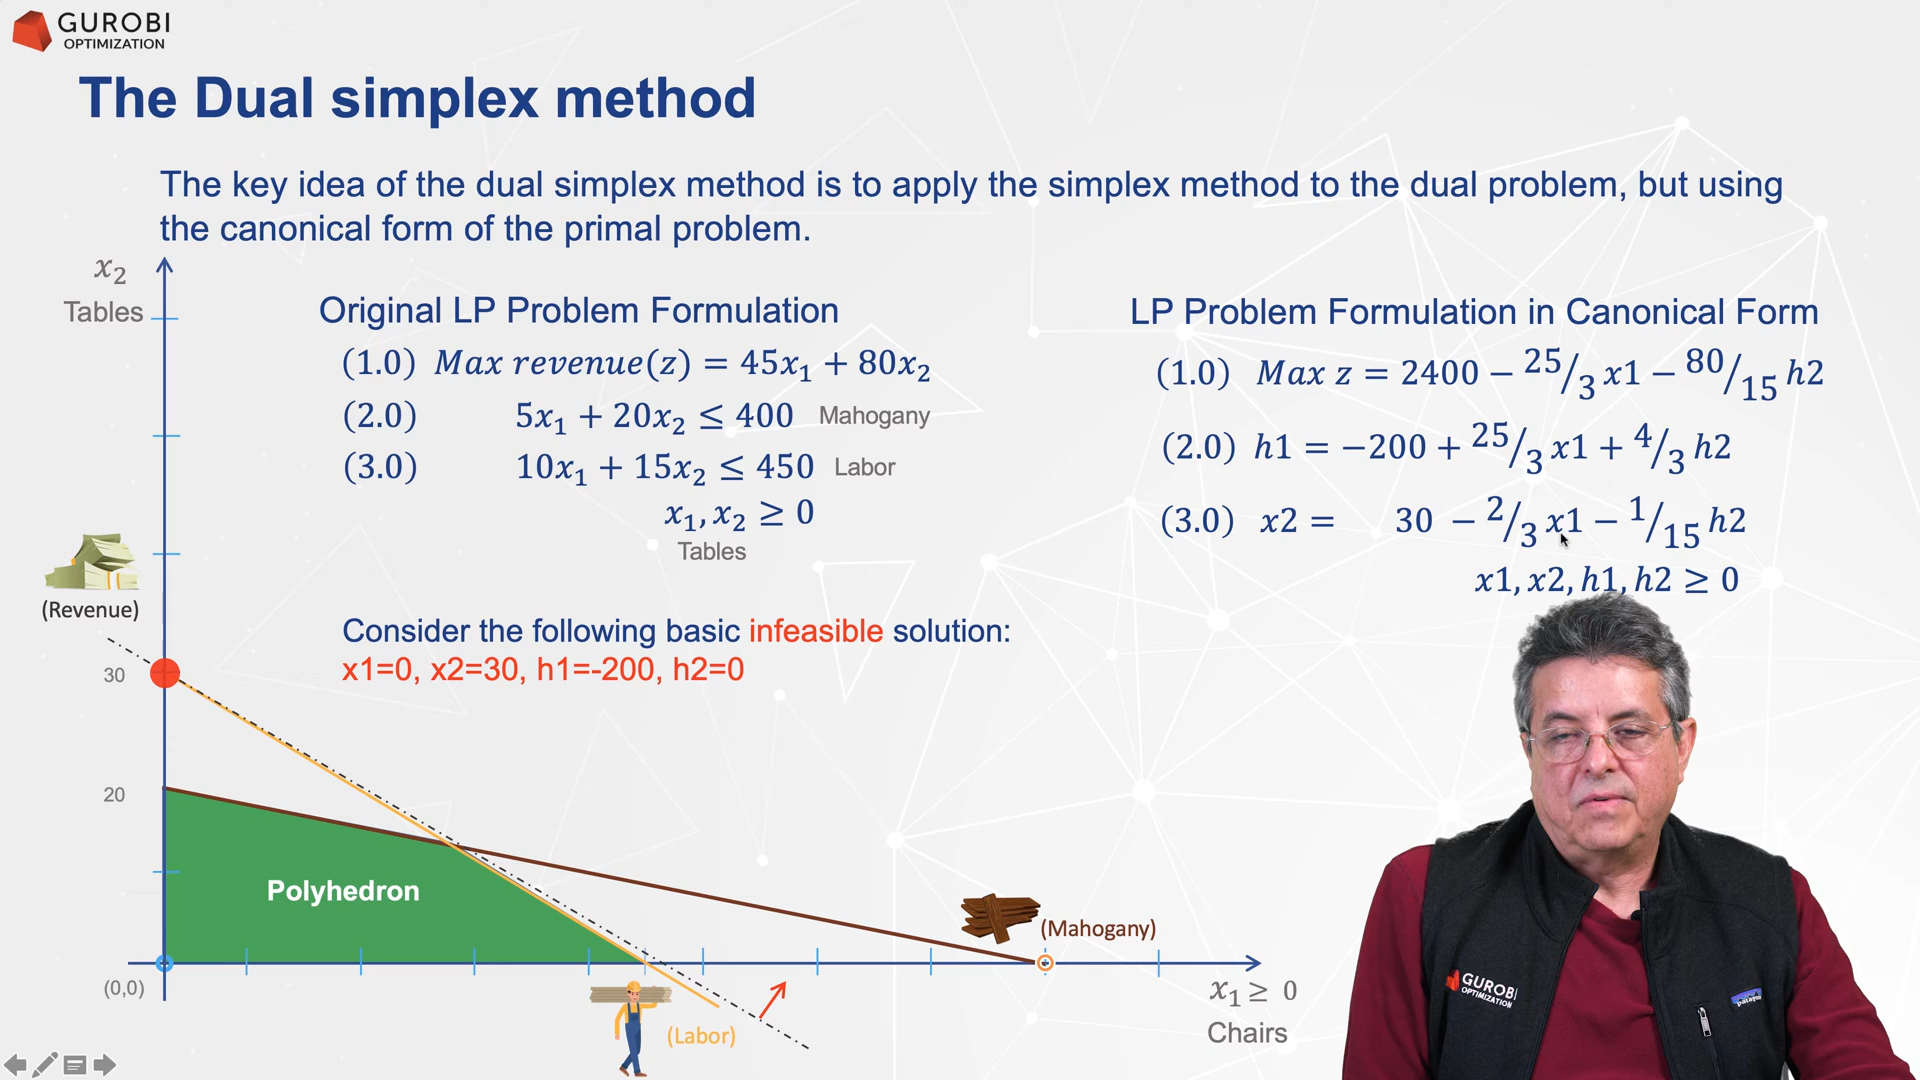 GUROBI
OPTIMIZATION
The Dual simplex method
The key idea of the dual simplex method is to apply the simplex method to the dual problem, but using
the canonical form of the primal problem.
x₂
Tables
Original LP Problem Formulation
(1.0) Max revenue(z) = 45x₁ + 80x₂
(2.0) 5x₁ + 20x₂ ≤ 400 Mahogany
(3.0) 10x₁ + 15x₂ ≤ 450 Labor
x₁, x₂ ≥ 0
Tables
LP Problem Formulation in Canonical Form
(1.0) Max z = 2400 − 25/3 x1 − 80/15 h2
(2.0) h1 = −200 + 25/3 x1 + 4/3 h2
(3.0) x2 = 30 − 2/3 x1 − 1/15 h2
x1, x2, h1, h2 ≥ 0
(Revenue)
Consider the following basic infeasible solution:
x1=0, x2=30, h1=-200, h2=0
30
20
Polyhedron
(Mahogany)
(0,0)
x₁ ≥ 0
Chairs
(Labor)
GUROBI
OPTIMIZATION
patagonia